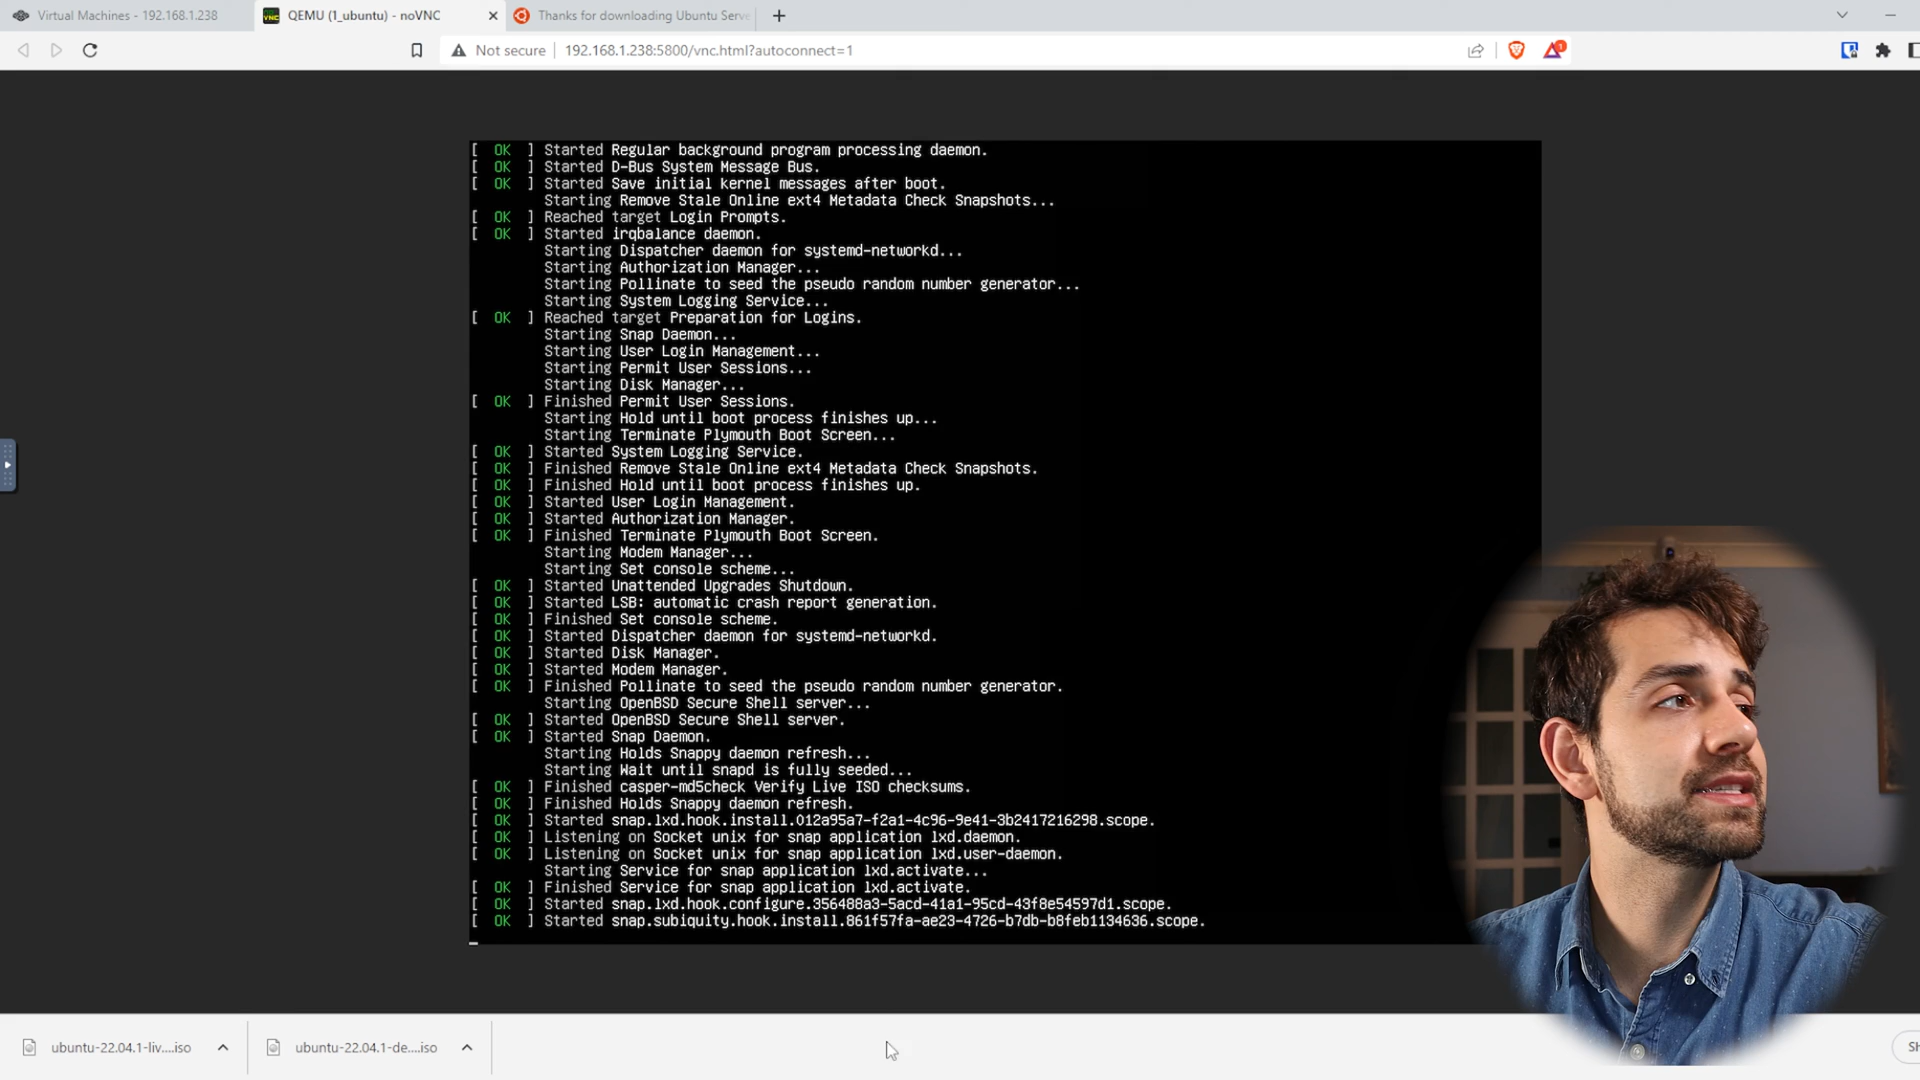 Virtual Machines - 192.168.1.238
QEMU (1_ubuntu) - noVNC
Thanks for downloading Ubuntu Serve
Not secure
192.168.1.238:5800/vnc.html?autoconnect=1
1
[ OK ] Started Regular background program processing daemon.
[ OK ] Started D-Bus System Message Bus.
[ OK ] Started Save initial kernel messages after boot.
Starting Remove Stale Online ext4 Metadata Check Snapshots...
[ OK ] Reached target Login Prompts.
[ OK ] Started irqbalance daemon.
Starting Dispatcher daemon for systemd-networkd...
Starting Authorization Manager...
Starting Pollinate to seed the pseudo random number generator...
Starting System Logging Service...
[ OK ] Reached target Preparation for Logins.
Starting Snap Daemon...
Starting User Login Management...
Starting Permit User Sessions...
Starting Disk Manager...
[ OK ] Finished Permit User Sessions.
Starting Hold until boot process finishes up...
Starting Terminate Plymouth Boot Screen...
[ OK ] Started System Logging Service.
[ OK ] Finished Remove Stale Online ext4 Metadata Check Snapshots.
[ OK ] Finished Hold until boot process finishes up.
[ OK ] Started User Login Management.
[ OK ] Started Authorization Manager.
[ OK ] Finished Terminate Plymouth Boot Screen.
Starting Modem Manager...
Starting Set console scheme...
[ OK ] Started Unattended Upgrades Shutdown.
[ OK ] Started LSB: automatic crash report generation.
[ OK ] Finished Set console scheme.
[ OK ] Started Dispatcher daemon for systemd-networkd.
[ OK ] Started Disk Manager.
[ OK ] Started Modem Manager.
[ OK ] Finished Pollinate to seed the pseudo random number generator.
Starting OpenBSD Secure Shell server...
[ OK ] Started OpenBSD Secure Shell server.
[ OK ] Started Snap Daemon.
Starting Holds Snappy daemon refresh...
Starting Wait until snapd is fully seeded...
[ OK ] Finished casper-md5check Verify Live ISO checksums.
[ OK ] Finished Holds Snappy daemon refresh.
[ OK ] Started snap.lxd.hook.install.012a95a7-f2a1-4c96-9e41-3b2417216298.scope.
[ OK ] Listening on Socket unix for snap application lxd.daemon.
[ OK ] Listening on Socket unix for snap application lxd.user-daemon.
Starting Service for snap application lxd.activate...
[ OK ] Finished Service for snap application lxd.activate.
[ OK ] Started snap.lxd.hook.configure.356488a3-5acd-41a1-95cd-43f8e54597d1.scope.
[ OK ] Started snap.subiquity.hook.install.861f57fa-ae23-4726-b7db-b8feb1134636.scope.
ubuntu-22.04.1-liv....iso
ubuntu-22.04.1-de....iso